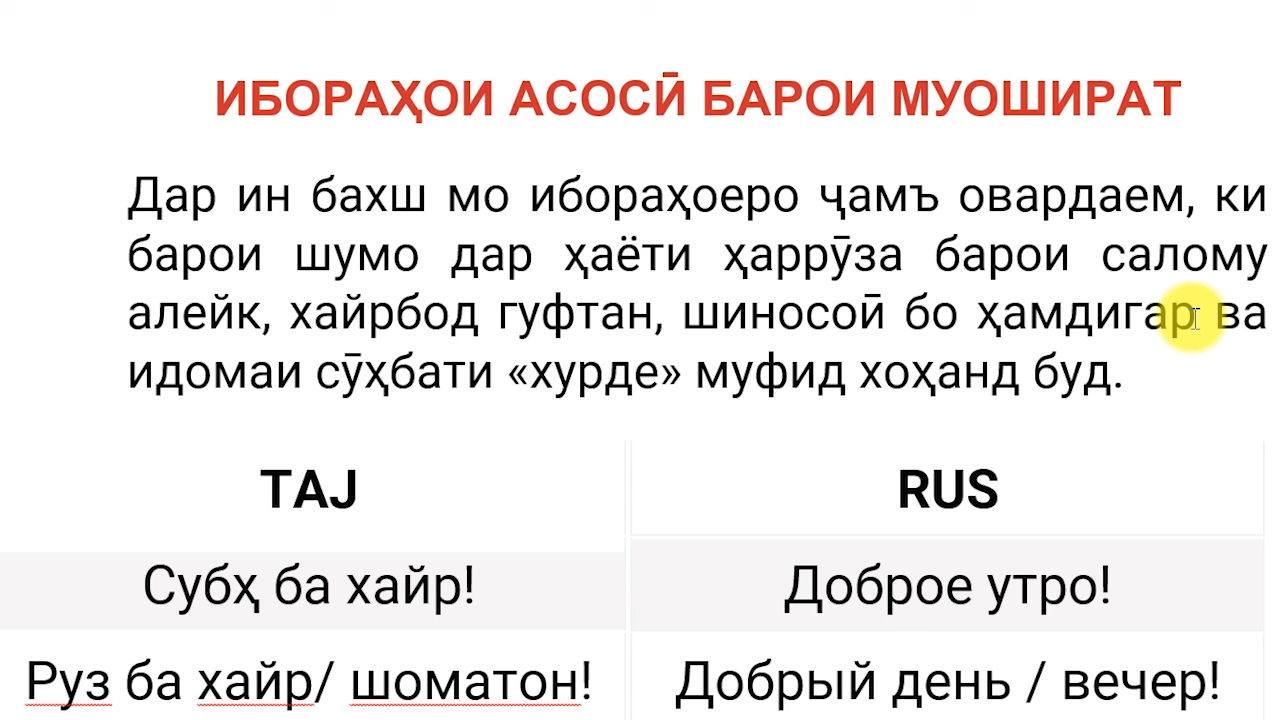 ИБОРАҲОИ АСОСӢ БАРОИ МУОШИРАТ
Дар ин бахш мо ибораҳоеро ҷамъ овардаем, ки
барои шумо дар ҳаёти ҳаррӯза барои салому
алейк, хайрбод гуфтан, шиносоӣ бо ҳамдигар ва
идомаи сӯҳбати «хурде» муфид хоҳанд буд.
TAJ
RUS
Субҳ ба хайр!
Доброе утро!
Руз ба хайр/ шоматон!
Добрый день / вечер!